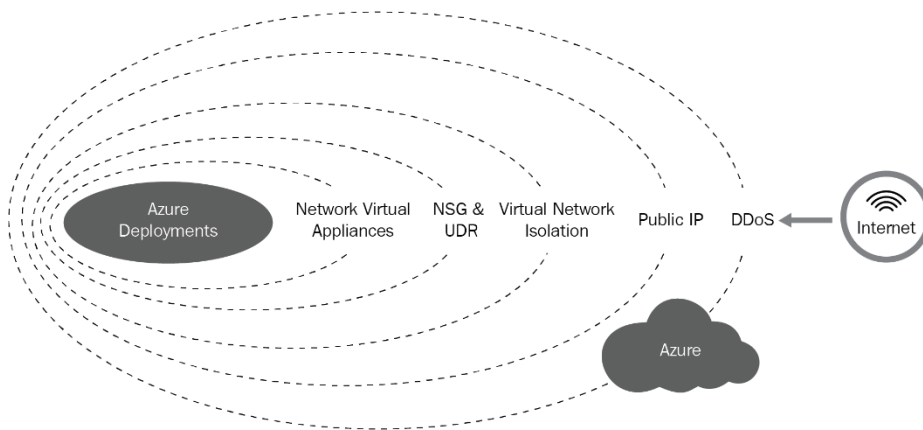 Azure
Deployments
Network Virtual
Appliances
NSG &
UDR
Virtual Network
Isolation
Public IP
DDoS
Internet
Azure